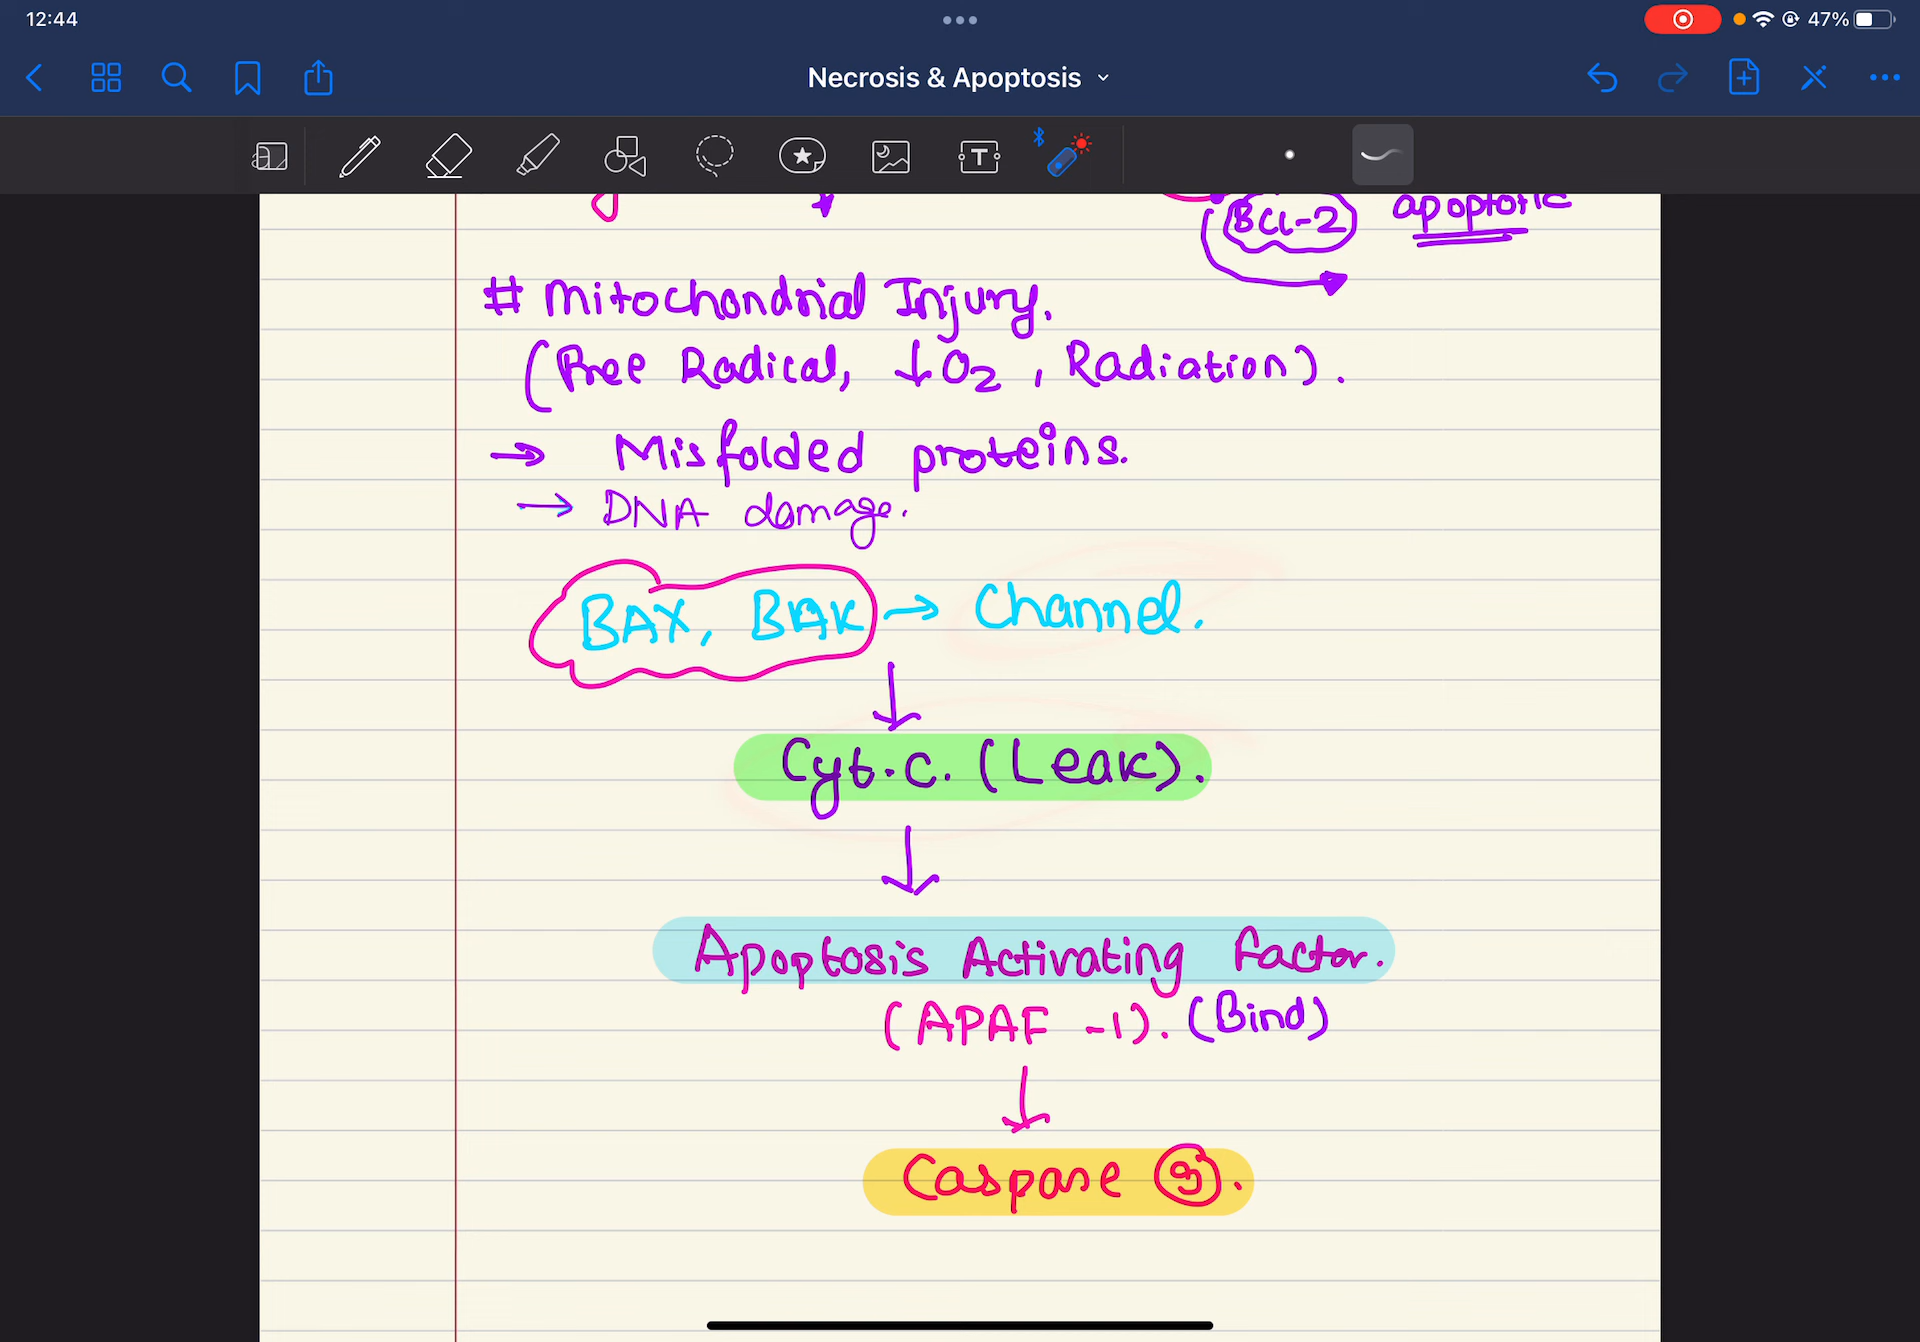 12:44
47%
Necrosis & Apoptosis
T
BCL-2 apoptotic
# Mitochondrial Injury.
(Free Radical, ↓O2, Radiation).
→ Misfolded proteins.
→ DNA damage.
BAX, BAK → Channel.
↓
Cyt.c. (Leak).
↓
Apoptosis Activating factor.
(APAF -1). (Bind)
↓
Caspase